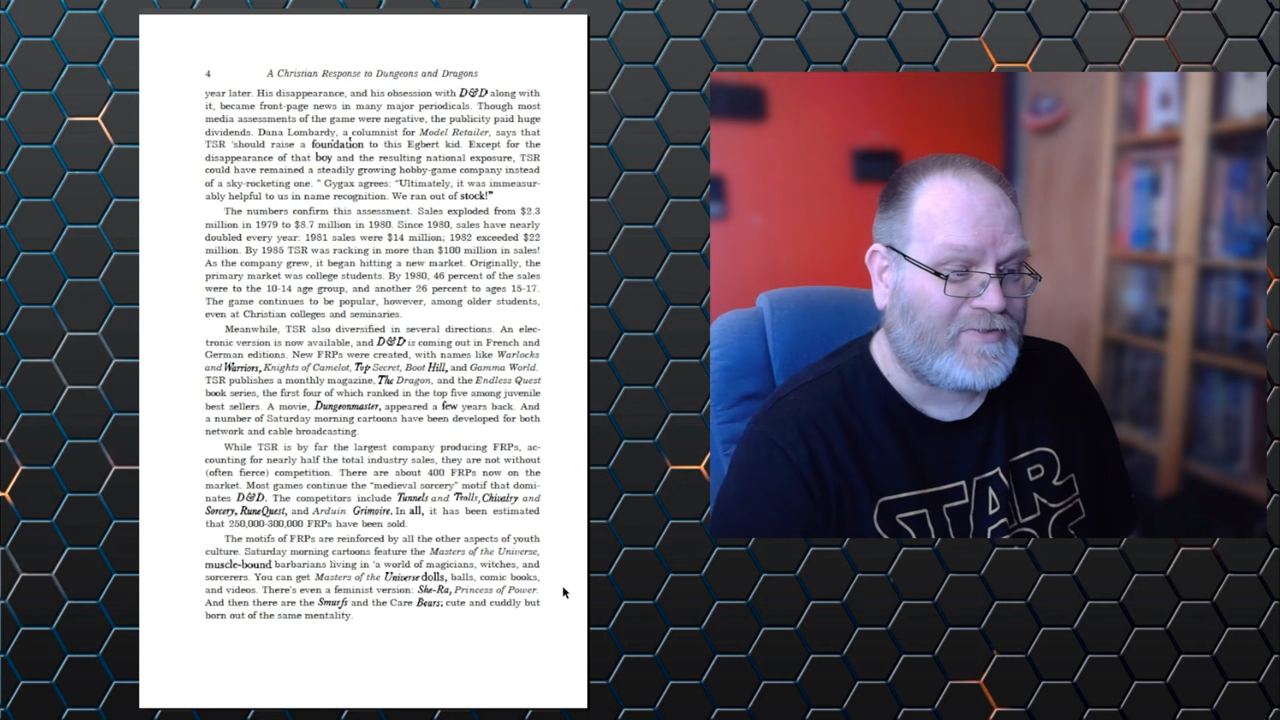 4 A Christian Response to Dungeons and Dragons
year later. His disappearance, and his obsession with D&D along with
it, became front-page news in many major periodicals. Though most
media assessments of the game were negative, the publicity paid huge
dividends. Dana Lombardy, a columnist for Model Retailer, says that
TSR 'should raise a foundation to this Egbert kid. Except for the
disappearance of that boy and the resulting national exposure, TSR
could have remained a steadily growing hobby-game company instead
of a sky-rocketing one. " Gygax agrees: "Ultimately, it was immeasur-
ably helpful to us in name recognition. We ran out of stock!"
The numbers confirm this assessment. Sales exploded from $2.3
million in 1979 to $8.7 million in 1980. Since 1980, sales have nearly
doubled every year: 1981 sales were $14 million; 1982 exceeded $22
million. By 1985 TSR was racking in more than $100 million in sales!
As the company grew, it began hitting a new market. Originally, the
primary market was college students. By 1980, 46 percent of the sales
were to the 10-14 age group, and another 26 percent to ages 15-17.
The game continues to be popular, however, among older students,
even at Christian colleges and seminaries.
Meanwhile, TSR also diversified in several directions. An elec-
tronic version is now available, and D&D is coming out in French and
German editions. New FRPs were created, with names like Warlocks
and Warriors, Knights of Camelot, Top Secret, Boot Hill, and Gamma World.
TSR publishes a monthly magazine, The Dragon, and the Endless Quest
book series, the first four of which ranked in the top five among juvenile
best sellers. A movie, Dungeonmaster, appeared a few years back. And
a number of Saturday morning cartoons have been developed for both
network and cable broadcasting.
While TSR is by far the largest company producing FRPs, ac-
counting for nearly half the total industry sales, they are not without
(often fierce) competition. There are about 400 FRPs now on the
market. Most games continue the "medieval sorcery" motif that domi-
nates D&D. The competitors include Tunnels and Trolls, Chivalry and
Sorcery, RuneQuest, and Arduin Grimoire. In all, it has been estimated
that 250,000-300,000 FRPs have been sold.
The motifs of FRPs are reinforced by all the other aspects of youth
culture. Saturday morning cartoons feature the Masters of the Universe,
muscle-bound barbarians living in 'a world of magicians, witches, and
sorcerers. You can get Masters of the Universe dolls, balls, comic books,
and videos. There's even a feminist version: She-Ra, Princess of Power.
And then there are the Smurfs and the Care Bears: cute and cuddly but
born out of the same mentality.
STAR